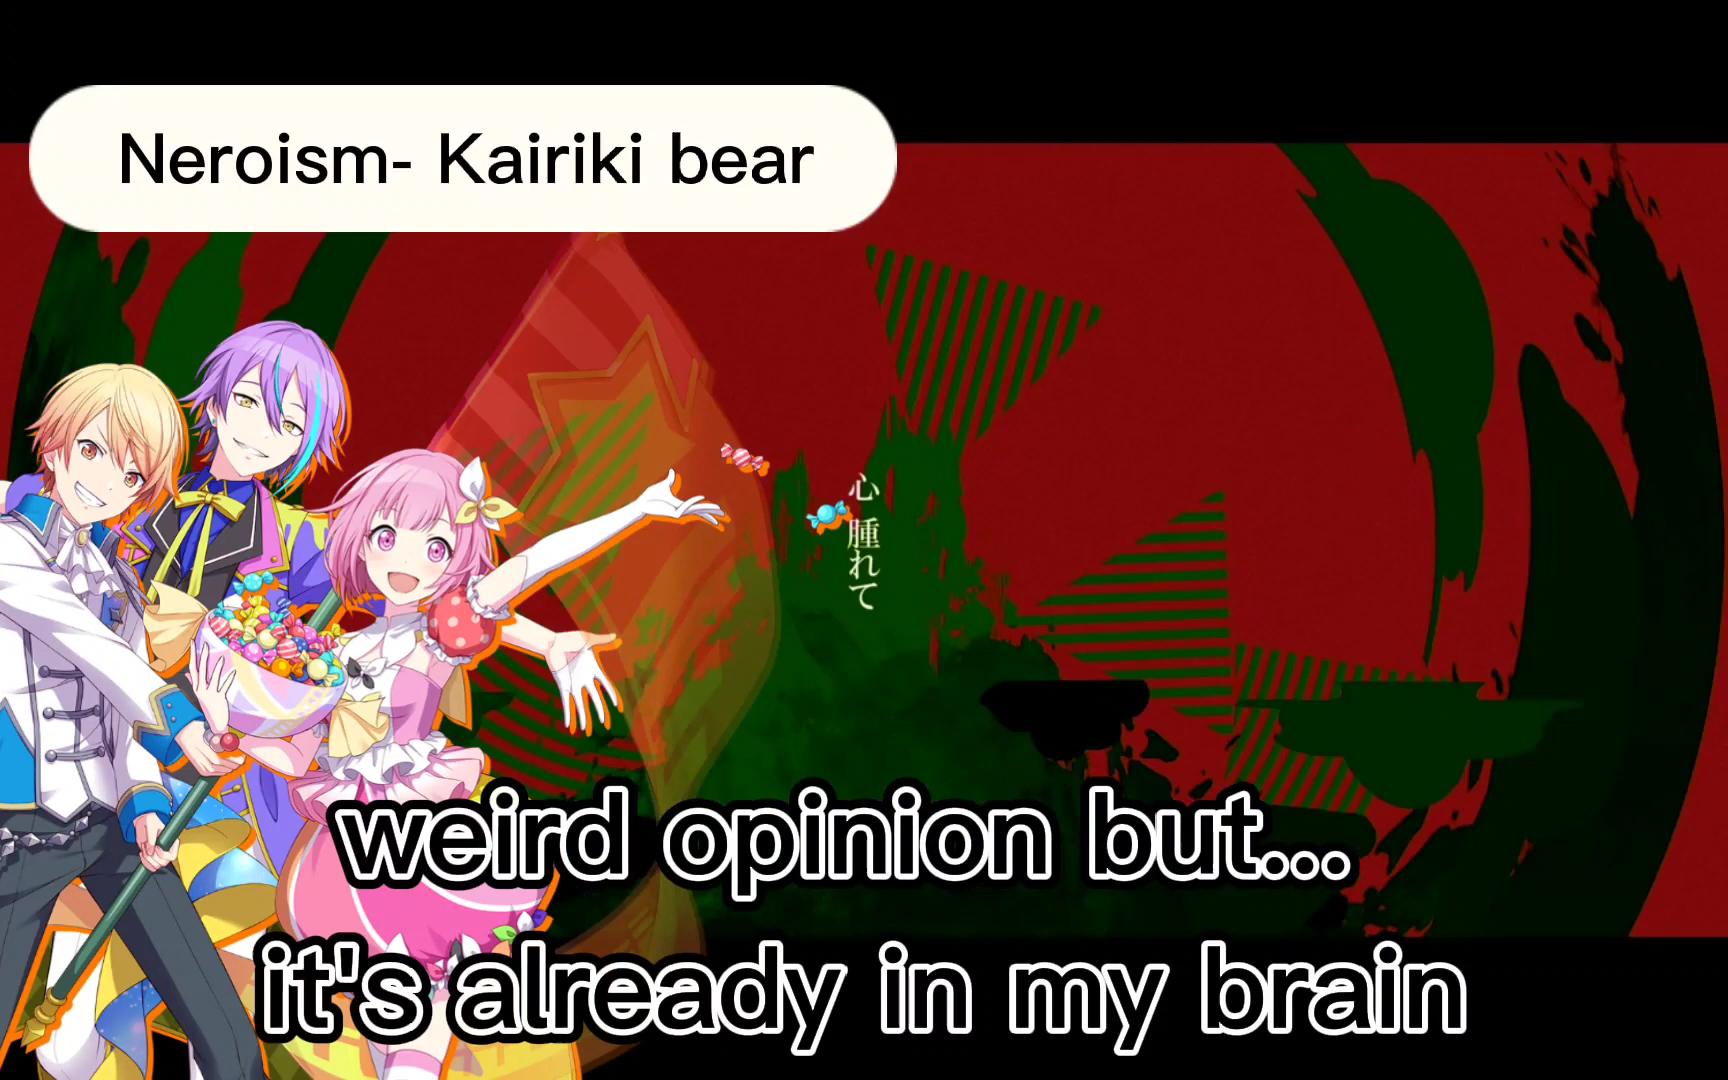 Neroism- Kairiki bear
心腫れて
weird opinion but...
it's already in my brain